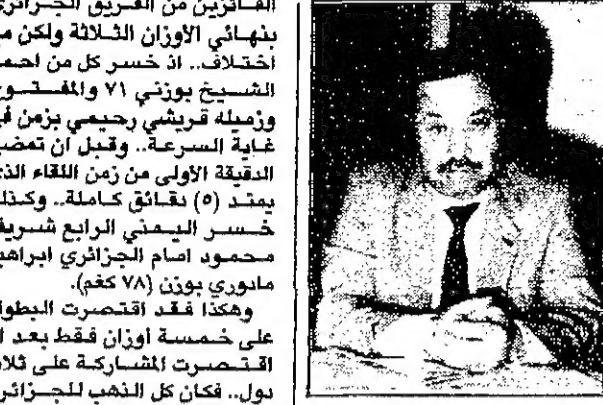 الفائزين من الفريق الجزائري
بنهائي الأوزان الثلاثة ولكن مع
اختلاف.. اذ خسر كل من احمد
الشيخ بوزني ٧١ والمفتوح
وزميله قريشي رحيمي بزمن في
غاية السرعة.. وقبل ان تمضي
الدقيقة الأولى من زمن اللقاء الذي
يمتد (٥) دقائق كاملة.. وكذلك
خسر اليمني الرابع شريف
محمود امام الجزائري ابراهيم
مادوري بوزن (٧٨ كغم).
وهكذا فقد اقتصرت البطولة
على خمسة أوزان فقط بعد ان
اقتصرت المشاركة على ثلاث
دول.. فكان كل الذهب للجزائر